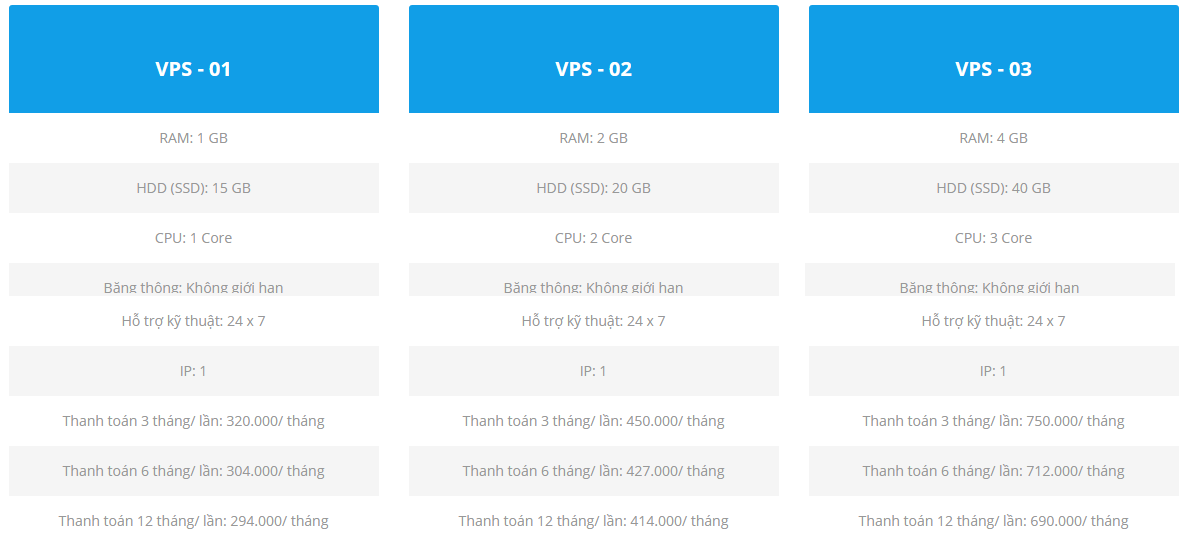 VPS - 01
RAM: 1 GB
HDD (SSD): 15 GB
CPU: 1 Core
Băng thông: Không giới hạn
Hỗ trợ kỹ thuật: 24 x 7
IP: 1
Thanh toán 3 tháng/ lần: 320.000/ tháng
Thanh toán 6 tháng/ lần: 304.000/ tháng
Thanh toán 12 tháng/ lần: 294.000/ tháng
VPS - 02
RAM: 2 GB
HDD (SSD): 20 GB
CPU: 2 Core
Băng thông: Không giới hạn
Hỗ trợ kỹ thuật: 24 x 7
IP: 1
Thanh toán 3 tháng/ lần: 450.000/ tháng
Thanh toán 6 tháng/ lần: 427.000/ tháng
Thanh toán 12 tháng/ lần: 414.000/ tháng
VPS - 03
RAM: 4 GB
HDD (SSD): 40 GB
CPU: 3 Core
Băng thông: Không giới hạn
Hỗ trợ kỹ thuật: 24 x 7
IP: 1
Thanh toán 3 tháng/ lần: 750.000/ tháng
Thanh toán 6 tháng/ lần: 712.000/ tháng
Thanh toán 12 tháng/ lần: 690.000/ tháng